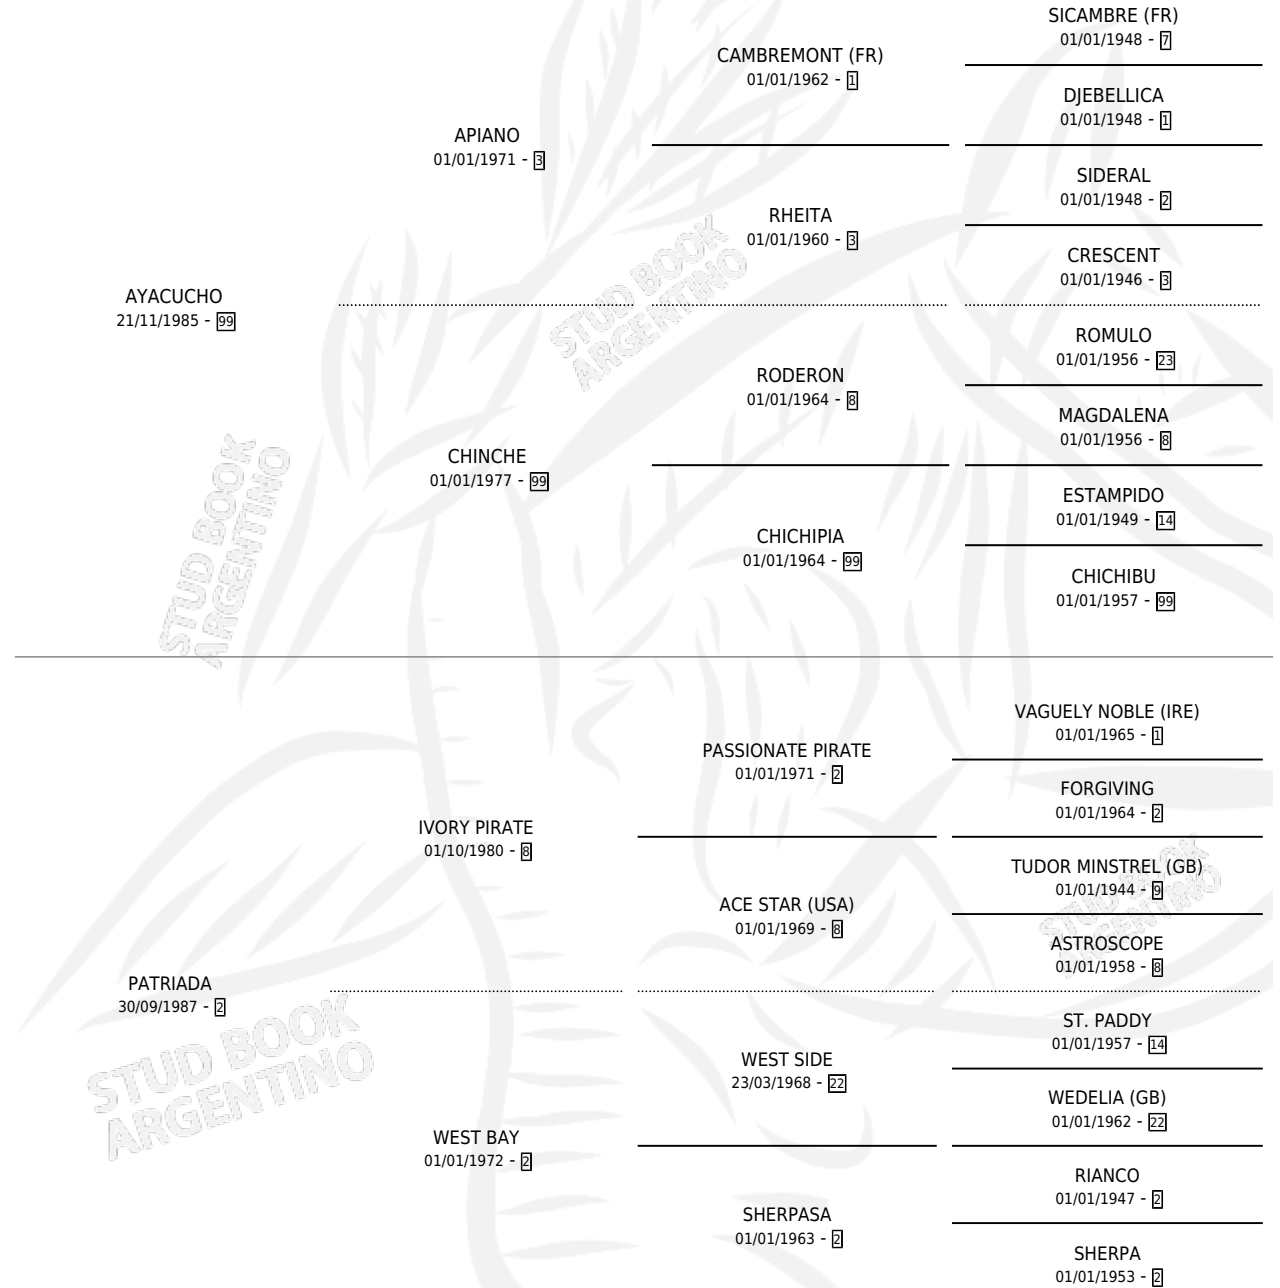 SICAMBRE (FR)
01/01/1948 - 7
CAMBREMONT (FR)
01/01/1962 - 1
DJEBELLICA
01/01/1948 - 1
APIANO
01/01/1971 - 3
SIDERAL
01/01/1948 - 2
RHEITA
01/01/1960 - 3
CRESCENT
01/01/1946 - 3
AYACUCHO
21/11/1985 - 99
ROMULO
01/01/1956 - 23
RODERON
01/01/1964 - 8
MAGDALENA
01/01/1956 - 8
CHINCHE
01/01/1977 - 99
ESTAMPIDO
01/01/1949 - 14
CHICHIPIA
01/01/1964 - 99
CHICHIBU
01/01/1957 - 99
VAGUELY NOBLE (IRE)
01/01/1965 - 1
PASSIONATE PIRATE
01/01/1971 - 2
FORGIVING
01/01/1964 - 2
IVORY PIRATE
01/10/1980 - 8
TUDOR MINSTREL (GB)
01/01/1944 - 9
ACE STAR (USA)
01/01/1969 - 8
ASTROSCOPE
01/01/1958 - 8
PATRIADA
30/09/1987 - 2
ST. PADDY
01/01/1957 - 14
WEST SIDE
23/03/1968 - 22
WEDELIA (GB)
01/01/1962 - 22
WEST BAY
01/01/1972 - 2
RIANCO
01/01/1947 - 2
SHERPASA
01/01/1963 - 2
SHERPA
01/01/1953 - 2
STUD BOOK
ARGENTINO
STUD BOOK
ARGENTINO
STUD BOOK
ARGENTINO
STUD BOOK
ARGENTINO